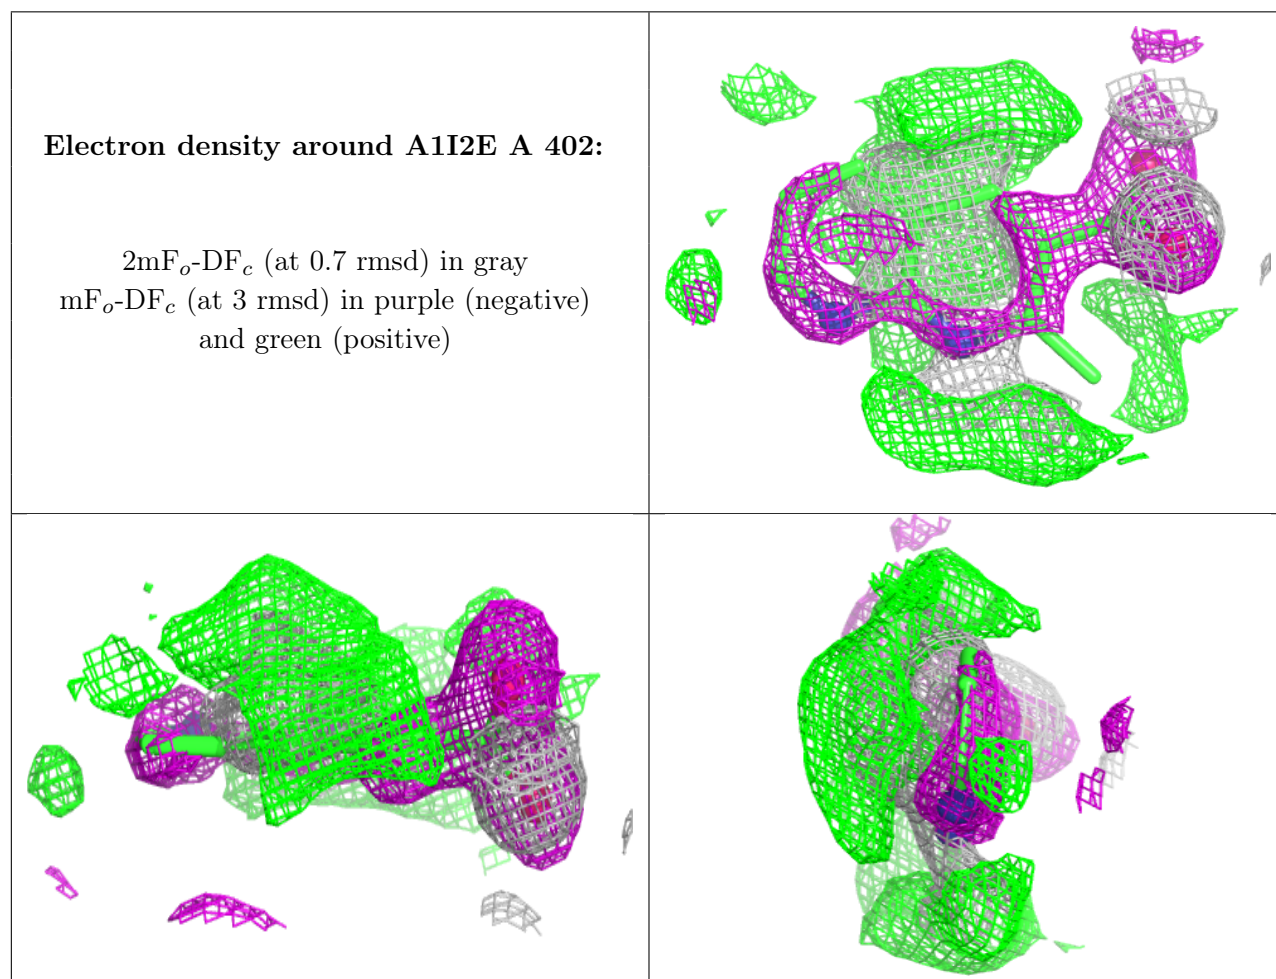 Electron density around A1I2E A 402:
2mFo-DFc (at 0.7 rmsd) in gray
mFo-DFc (at 3 rmsd) in purple (negative)
and green (positive)